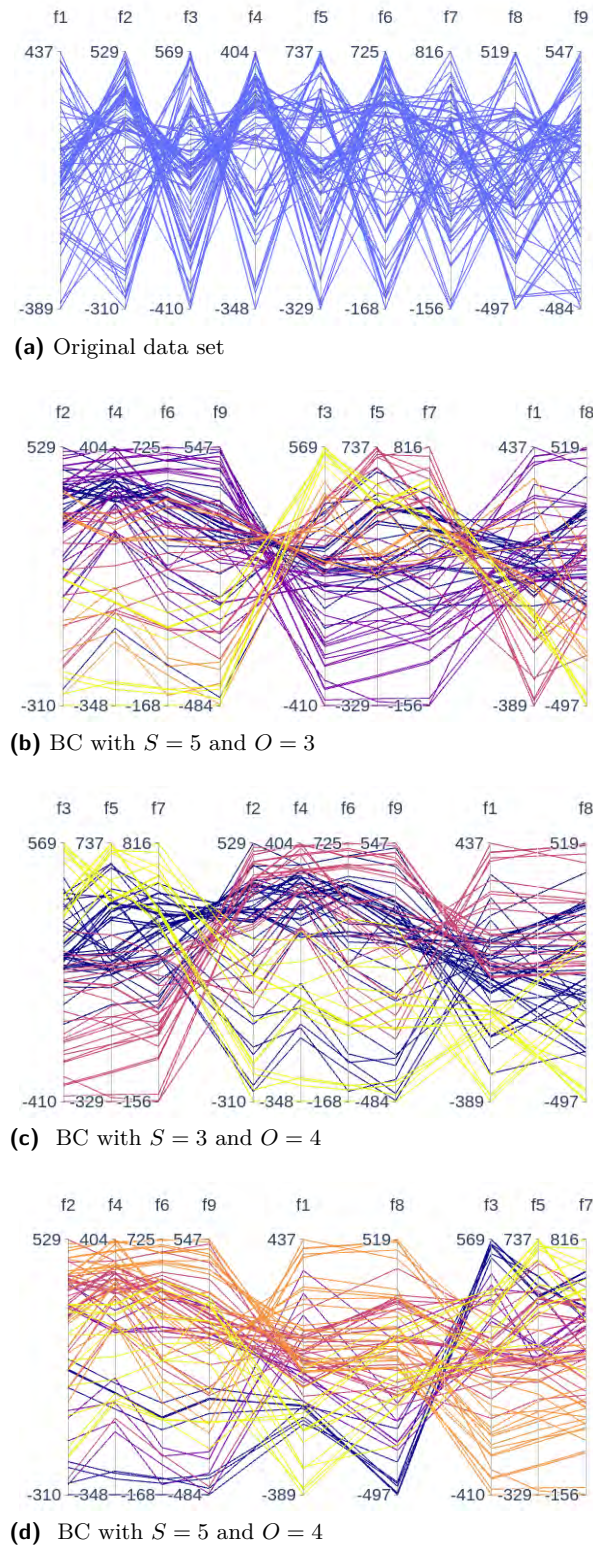 f1 f2 f3 f4 f5 f6 f7 f8 f9
437 529 569 404 737 725 816 519 547
-389 -310 -410 -348 -329 -168 -156 -497 -484
(a) Original data set
f2 f4 f6 f9 f3 f5 f7 f1 f8
529 404 725 547 569 737 816 437 519
-310 -348 -168 -484 -410 -329 -156 -389 -497
(b) BC with S = 5 and O = 3
f3 f5 f7 f2 f4 f6 f9 f1 f8
569 737 816 529 404 725 547 437 519
-410 -329 -156 -310 -348 -168 -484 -389 -497
(c) BC with S = 3 and O = 4
f2 f4 f6 f9 f1 f8 f3 f5 f7
529 404 725 547 437 519 569 737 816
-310 -348 -168 -484 -389 -497 -410 -329 -156
(d) BC with S = 5 and O = 4